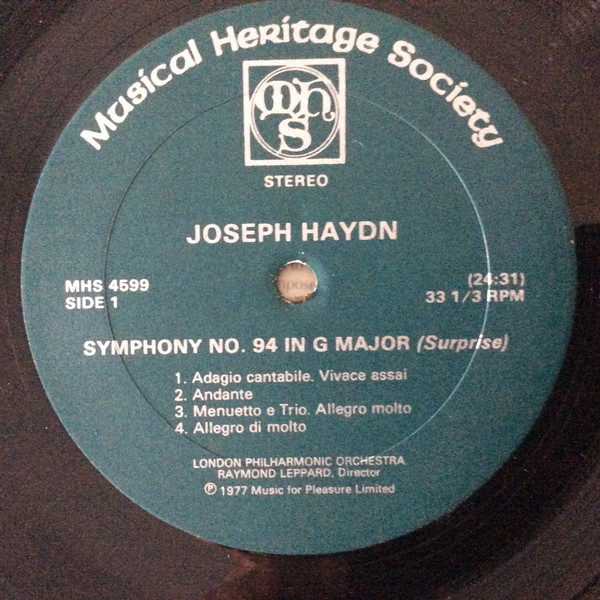 Musical Heritage Society
mhs
STEREO
JOSEPH HAYDN
MHS 4599
SIDE 1
(24:31)
33 1/3 RPM
SYMPHONY NO. 94 IN G MAJOR (Surprise)
1. Adagio cantabile. Vivace assai
2. Andante
3. Menuetto e Trio. Allegro molto
4. Allegro di molto
LONDON PHILHARMONIC ORCHESTRA
RAYMOND LEPPARD, Director
℗ 1977 Music for Pleasure Limited